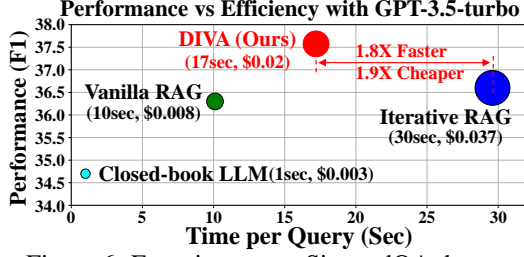 Performance vs Efficiency with GPT-3.5-turbo
Performance (F1)
38.0
37.5
37.0
36.5
36.0
35.5
35.0
34.5
34.0
DIVA (Ours)
(17sec, $0.02)
1.8X Faster
1.9X Cheaper
Vanilla RAG
(10sec, $0.008)
Iterative RAG
(30sec, $0.037)
Closed-book LLM(1sec, $0.003)
0 5 10 15 20 25 30
Time per Query (Sec)